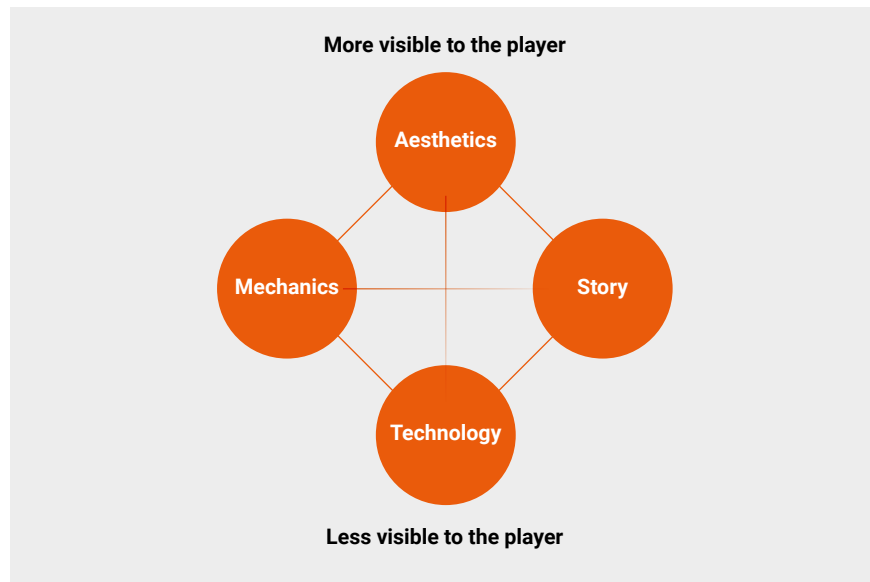 More visible to the player
Aesthetics
Mechanics
Story
Technology
Less visible to the player